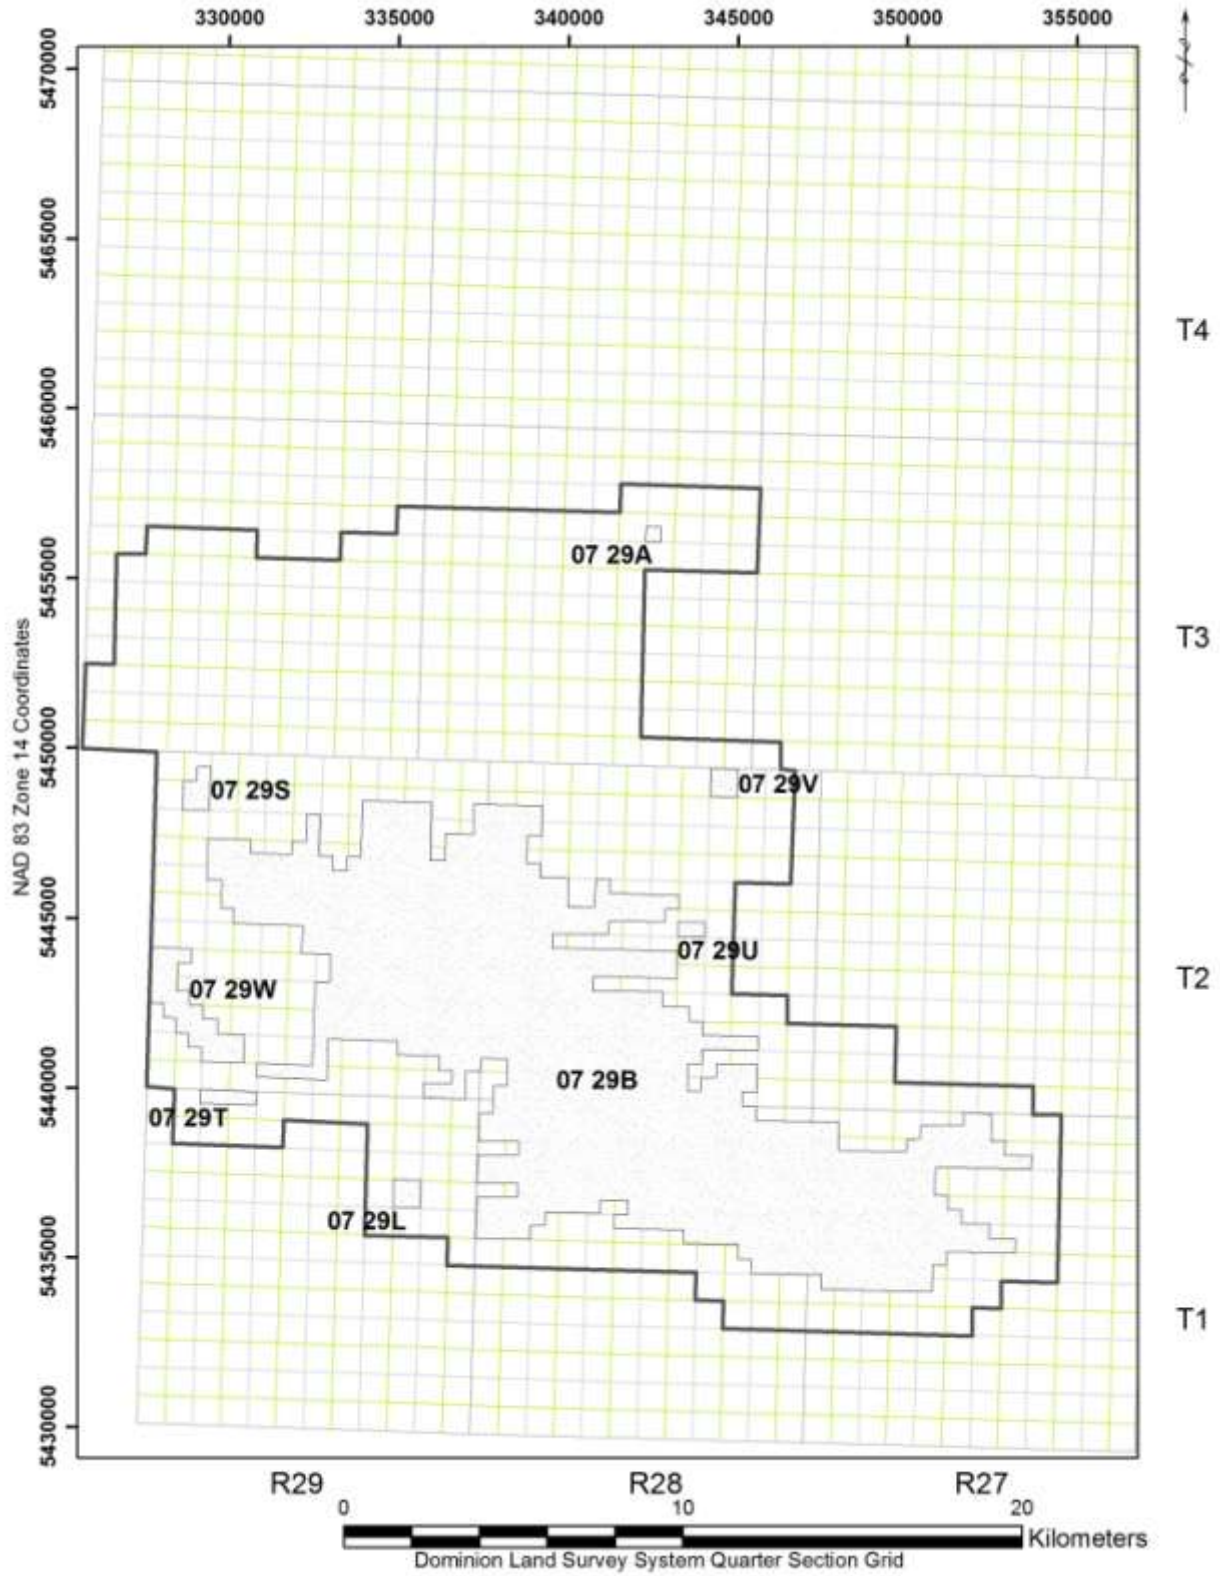 330000 335000 340000 345000 350000 355000
5470000
5465000
5460000
5455000
5450000
5445000
5440000
5435000
5430000
NAD 83 Zone 14 Coordinates
T4
T3
T2
T1
07 29A
07 29S
07 29V
07 29U
07 29W
07 29B
07 29T
07 29L
R29 R28 R27
0 10 20
Kilometers
Dominion Land Survey System Quarter Section Grid